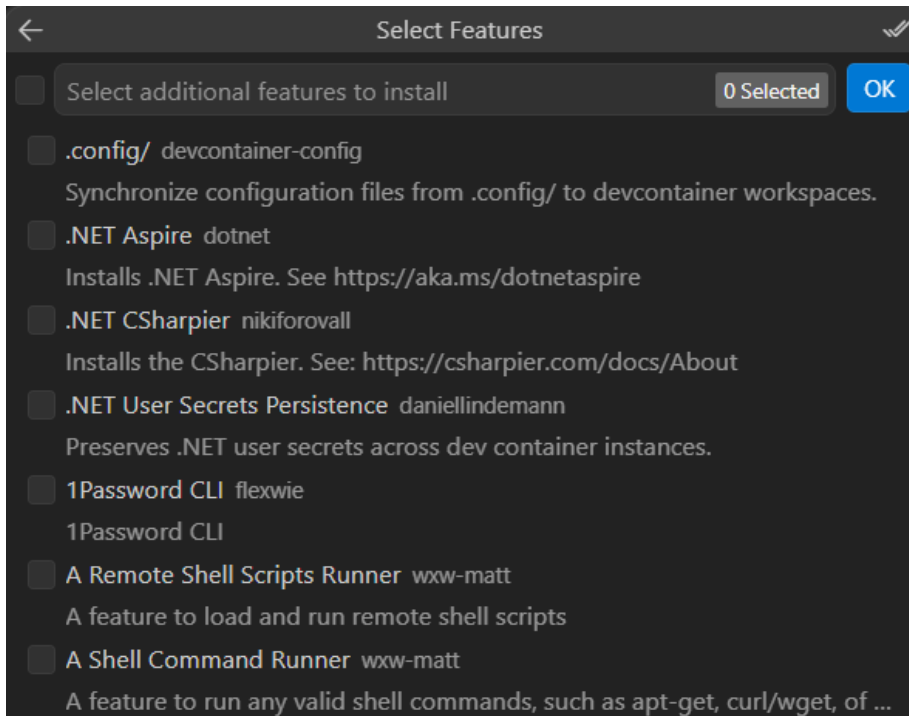 Select Features
Select additional features to install 0 Selected OK
.config/ devcontainer-config
Synchronize configuration files from .config/ to devcontainer workspaces.
.NET Aspire dotnet
Installs .NET Aspire. See https://aka.ms/dotnetaspire
.NET CSharpier nikiforovall
Installs the CSharpier. See: https://csharpier.com/docs/About
.NET User Secrets Persistence daniellindemann
Preserves .NET user secrets across dev container instances.
1Password CLI flexwie
1Password CLI
A Remote Shell Scripts Runner wxw-matt
A feature to load and run remote shell scripts
A Shell Command Runner wxw-matt
A feature to run any valid shell commands, such as apt-get, curl/wget, of ...